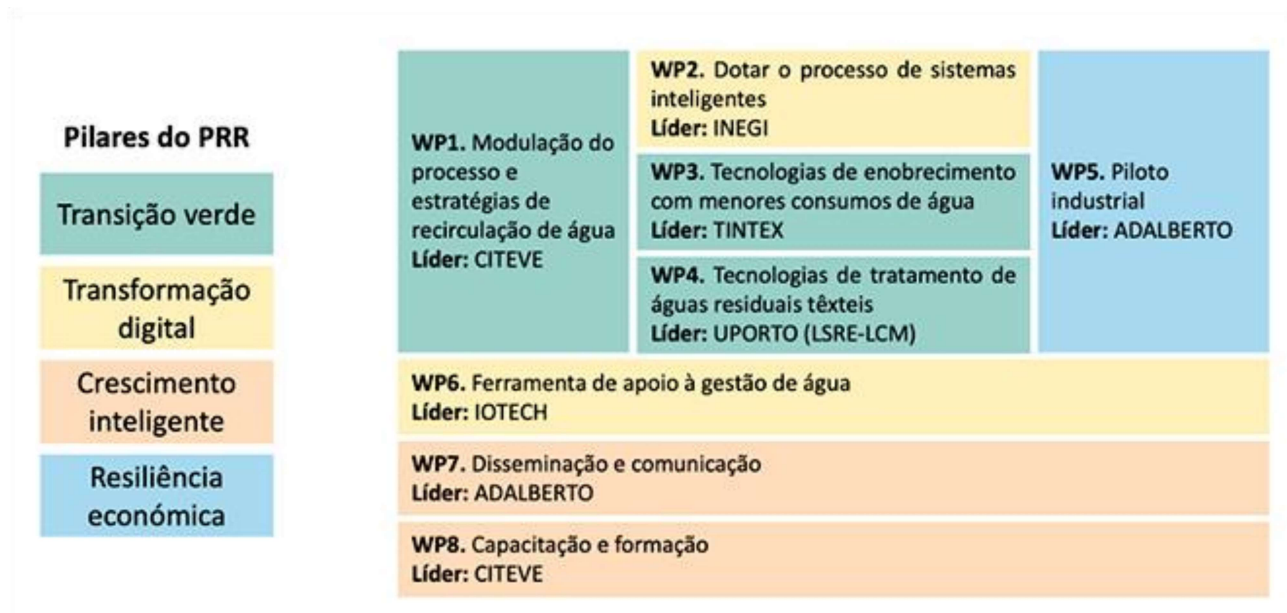 Pilares do PRR
Transição verde
Transformação
digital
Crescimento
inteligente
Resiliência
económica
WP1. Modulação do
processo e
estratégias de
recirculação de água
Líder: CITEVE
WP2. Dotar o processo de sistemas
inteligentes
Líder: INEGI
WP3. Tecnologias de enobrecimento
com menores consumos de água
Líder: TINTEX
WP4. Tecnologias de tratamento de
águas residuais têxteis
Líder: UPORTO (LSRE-LCM)
WP5. Piloto
industrial
Líder: ADALBERTO
WP6. Ferramenta de apoio à gestão de água
Líder: IOTECH
WP7. Disseminação e comunicação
Líder: ADALBERTO
WP8. Capacitação e formação
Líder: CITEVE